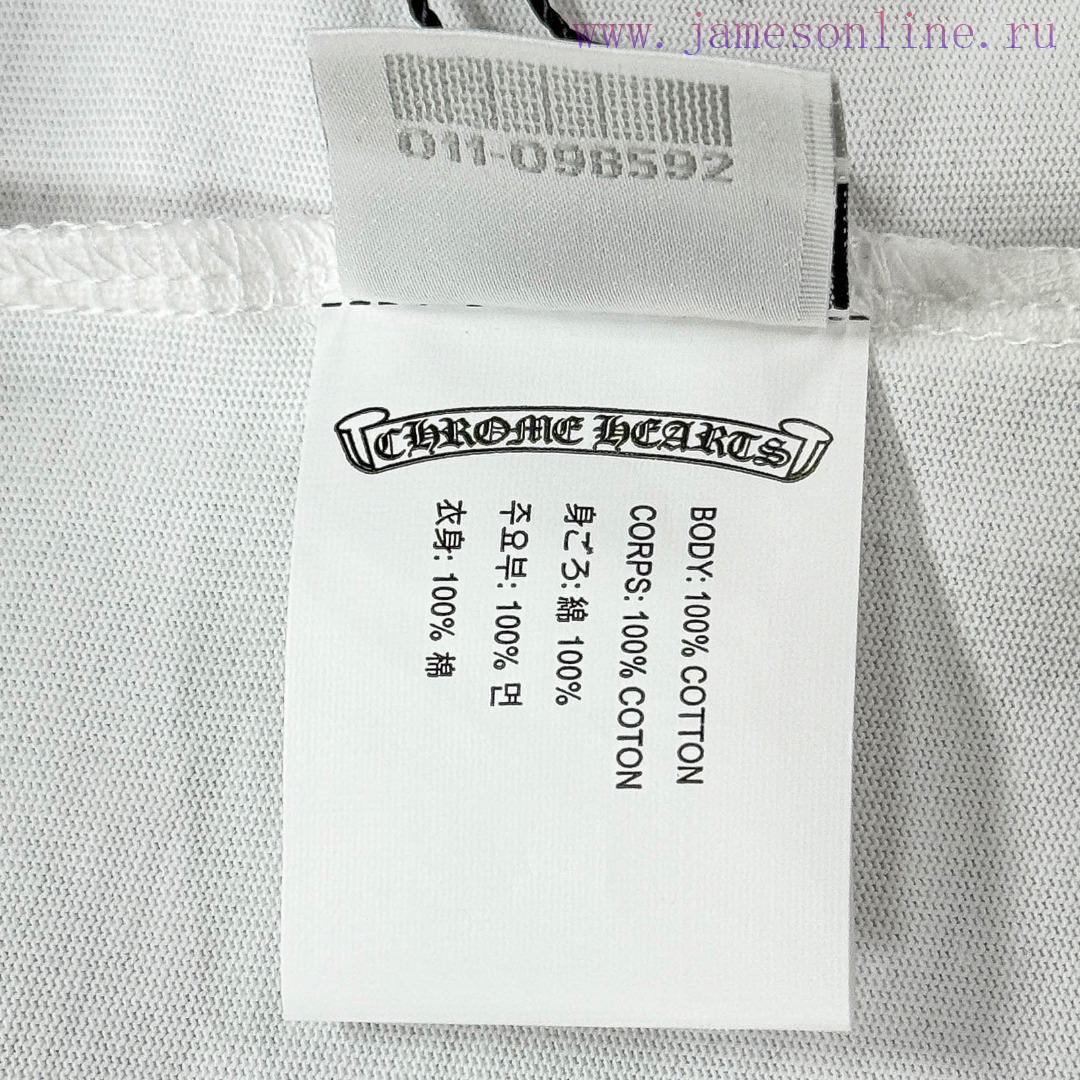 www.jamesonline.ru
011-098592
CHROME HEARTS
BODY: 100% COTTON
CORPS: 100% COTON
身ごろ: 綿 100%
주요부: 100% 면
衣身: 100% 棉